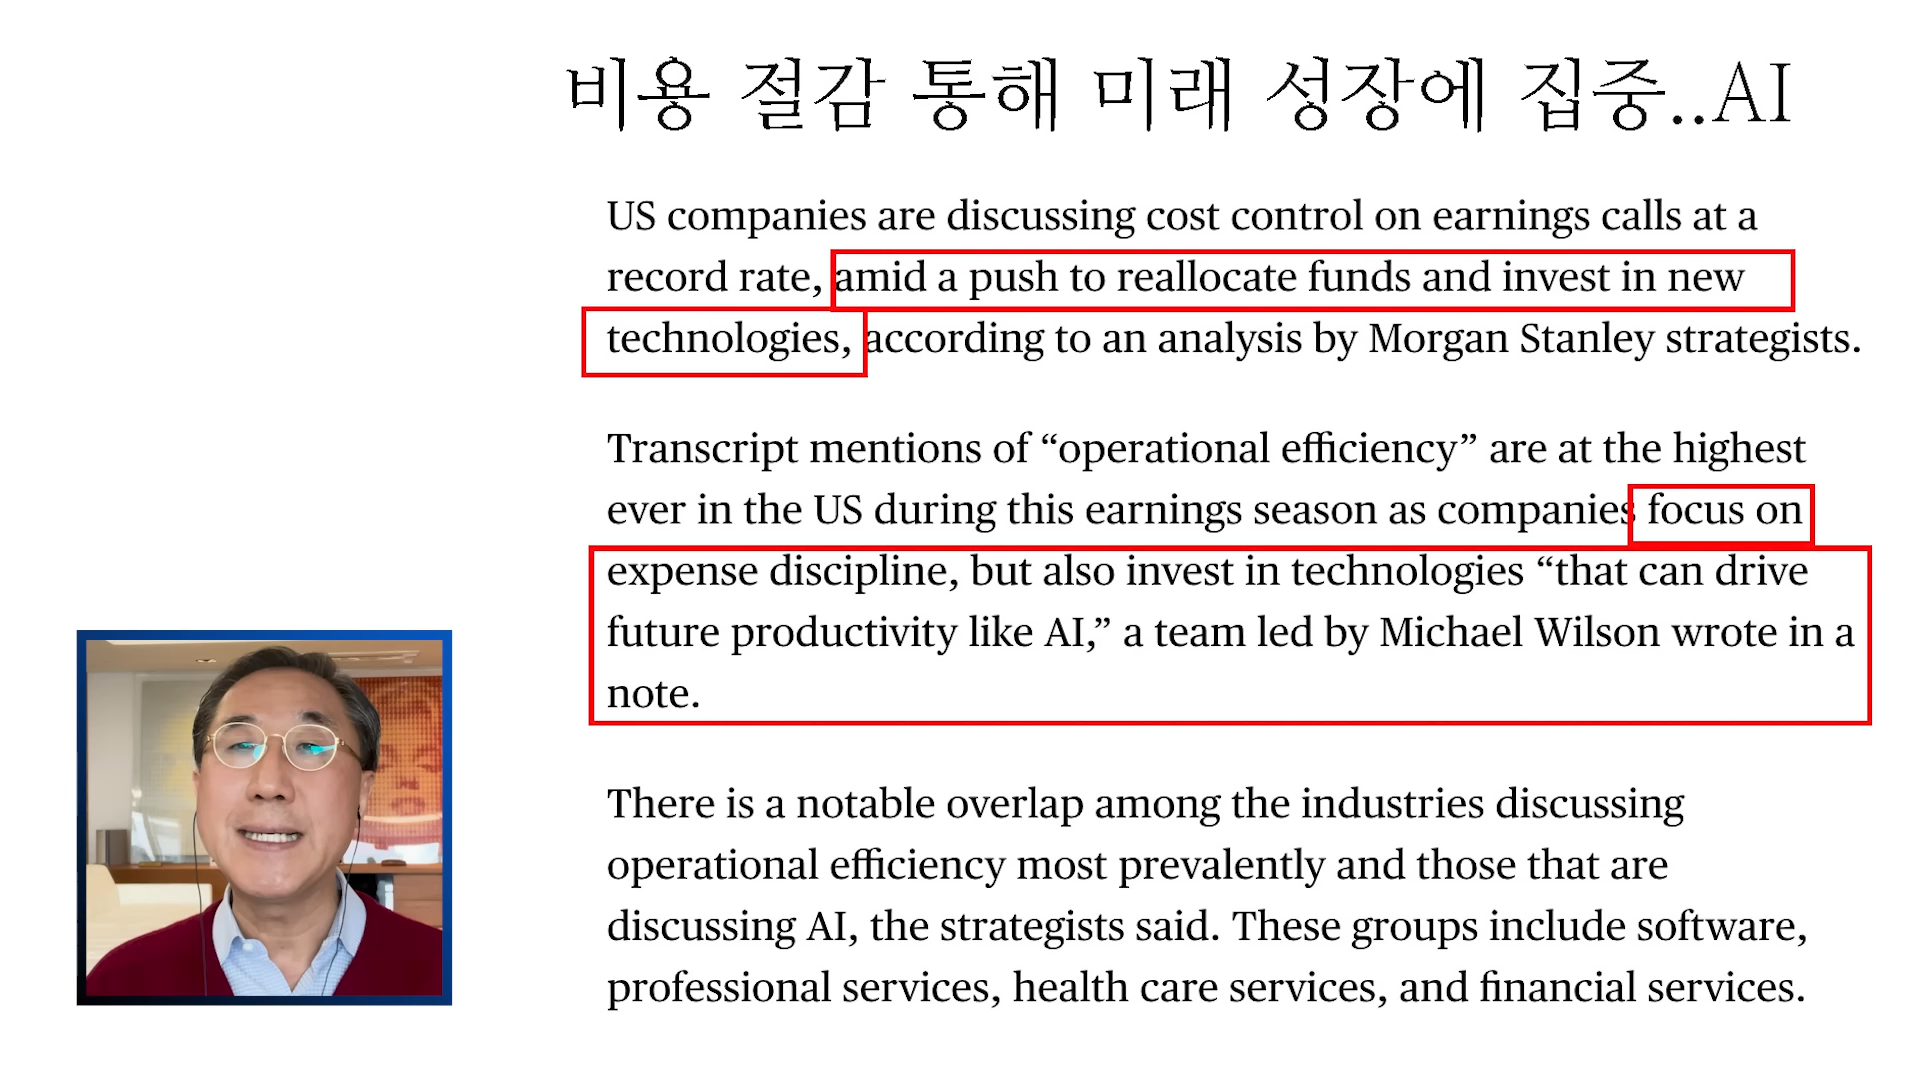 비용 절감 통해 미래 성장에 집중..AI
US companies are discussing cost control on earnings calls at a
record rate, amid a push to reallocate funds and invest in new
technologies, according to an analysis by Morgan Stanley strategists.
Transcript mentions of “operational efficiency” are at the highest
ever in the US during this earnings season as companies focus on
expense discipline, but also invest in technologies “that can drive
future productivity like AI,” a team led by Michael Wilson wrote in a
note.
There is a notable overlap among the industries discussing
operational efficiency most prevalently and those that are
discussing AI, the strategists said. These groups include software,
professional services, health care services, and financial services.